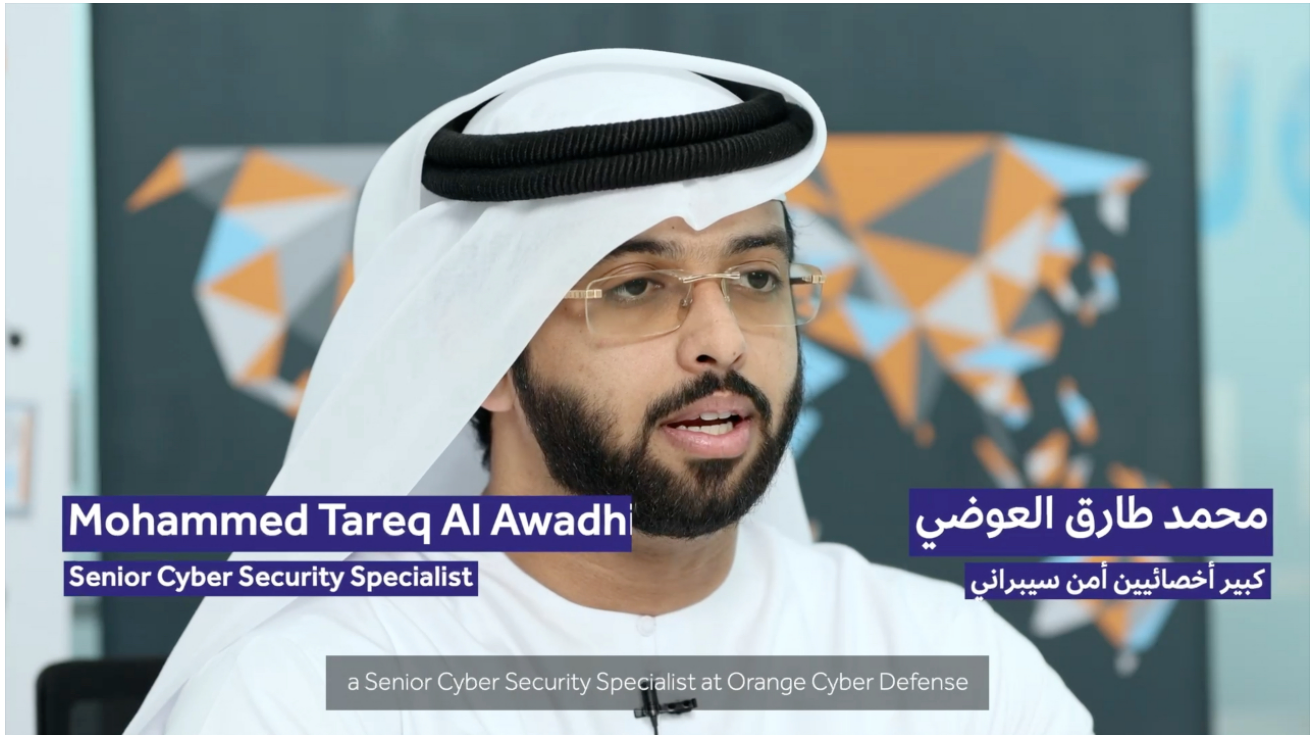 Mohammed Tareq Al Awadhi
Senior Cyber Security Specialist
محمد طارق العوضي
كبير أخصائيين أمن سيبراني
a Senior Cyber Security Specialist at Orange Cyber Defense